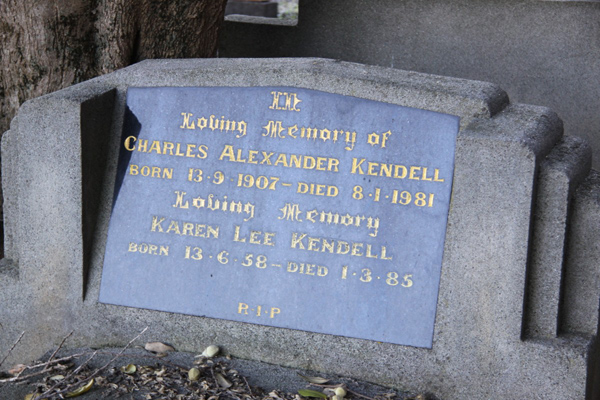 In
Loving Memory of
CHARLES ALEXANDER KENDELL
BORN 13·9·1907 – DIED 8·1·1981
Loving Memory
KAREN LEE KENDELL
BORN 13·6·58 – DIED 1·3·85
R·I·P